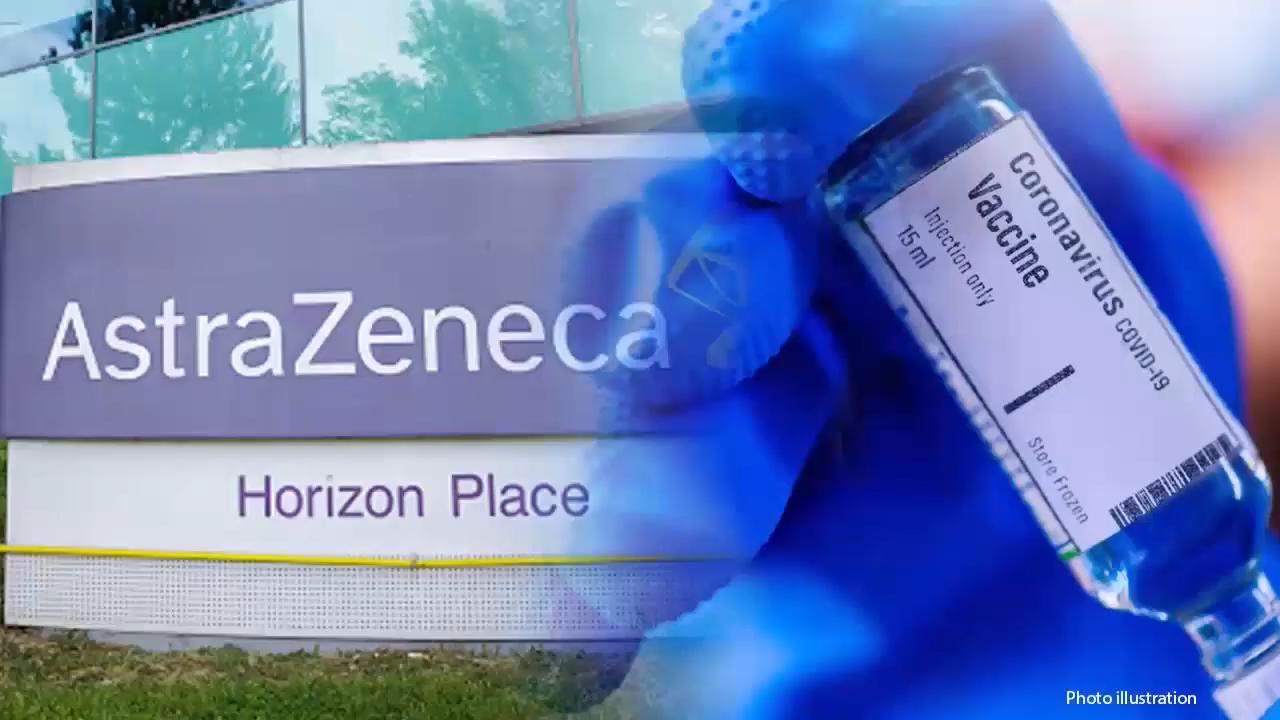 AstraZeneca
Horizon Place
Coronavirus COVID-19
Vaccine
Injection only
15 ml
Store Frozen
Photo illustration